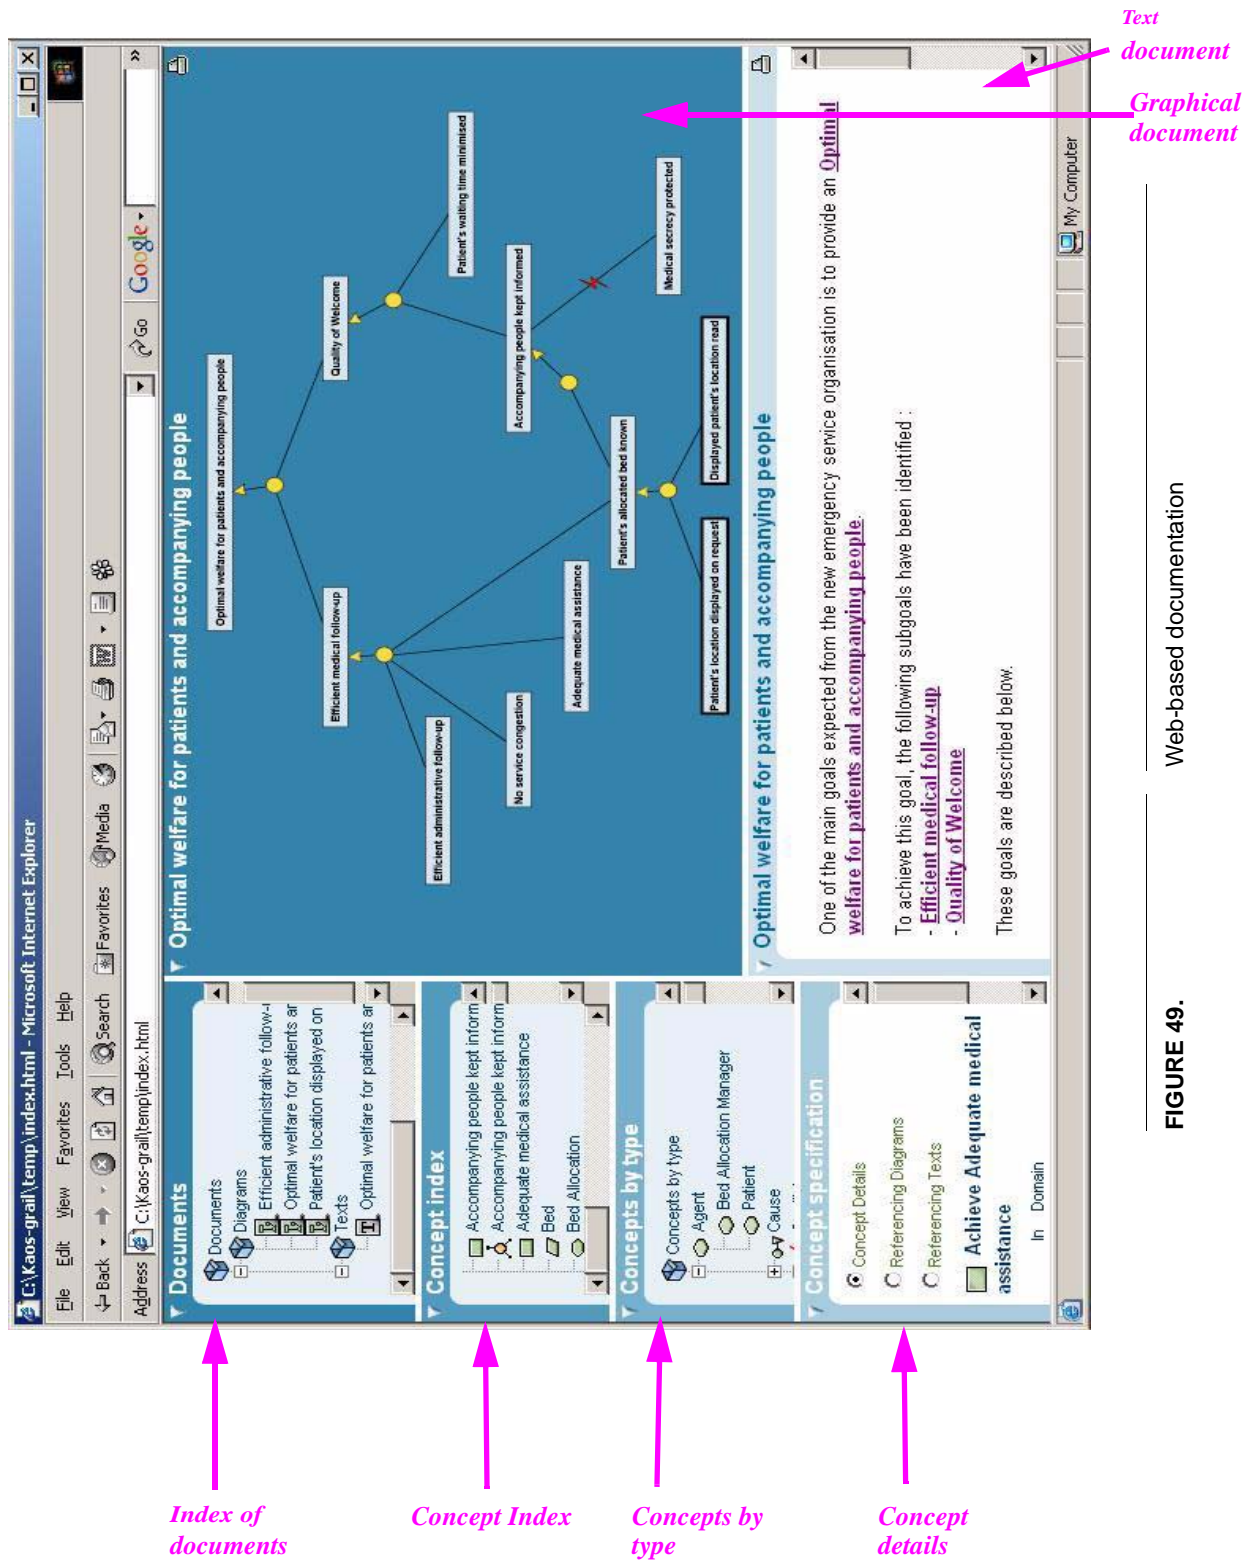 Text
document
Graphical
document
C:\Kaos-grail\temp\index.html - Microsoft Internet Explorer
File Edit View Favorites Tools Help
Back Search Favorites Media
Address C:\Kaos-grail\temp\index.html Go Google
Documents
Documents
Diagrams
Efficient administrative follow-
Optimal welfare for patients ar
Patient's location displayed on
Texts
Optimal welfare for patients ar
Concept index
Accompanying people kept inform
Accompanying people kept inform
Adequate medical assistance
Bed
Bed Allocation
Concepts by type
Concepts by type
Agent
Bed Allocation Manager
Patient
Cause
Concept specification
Concept Details
Referencing Diagrams
Referencing Texts
Achieve Adequate medical
assistance
In Domain
Optimal welfare for patients and accompanying people
Optimal welfare for patients and accompanying people
Efficient medical follow-up
Quality of Welcome
Efficient administrative follow-up
Patient's waiting time minimised
No service congestion
Accompanying people kept informed
Adequate medical assistance
Patient's allocated bed known
Medical secrecy protected
Patient's location displayed on request
Displayed patient's location read
Optimal welfare for patients and accompanying people
One of the main goals expected from the new emergency service organisation is to provide an Optimal
welfare for patients and accompanying people.
To achieve this goal, the following subgoals have been identified :
- Efficient medical follow-up
- Quality of Welcome
These goals are described below.
My Computer
FIGURE 49. Web-based documentation
Index of
documents
Concept Index
Concepts by
type
Concept
details